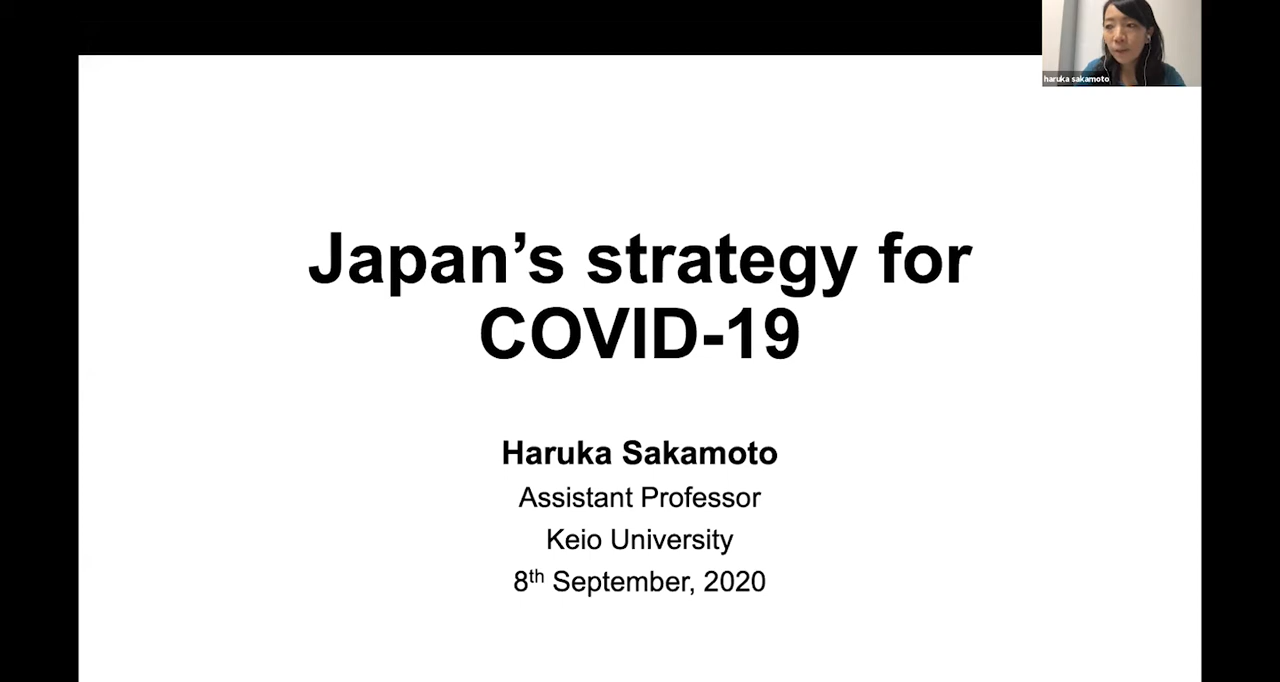 haruka sakamoto
Japan’s strategy for
COVID-19
Haruka Sakamoto
Assistant Professor
Keio University
8th September, 2020